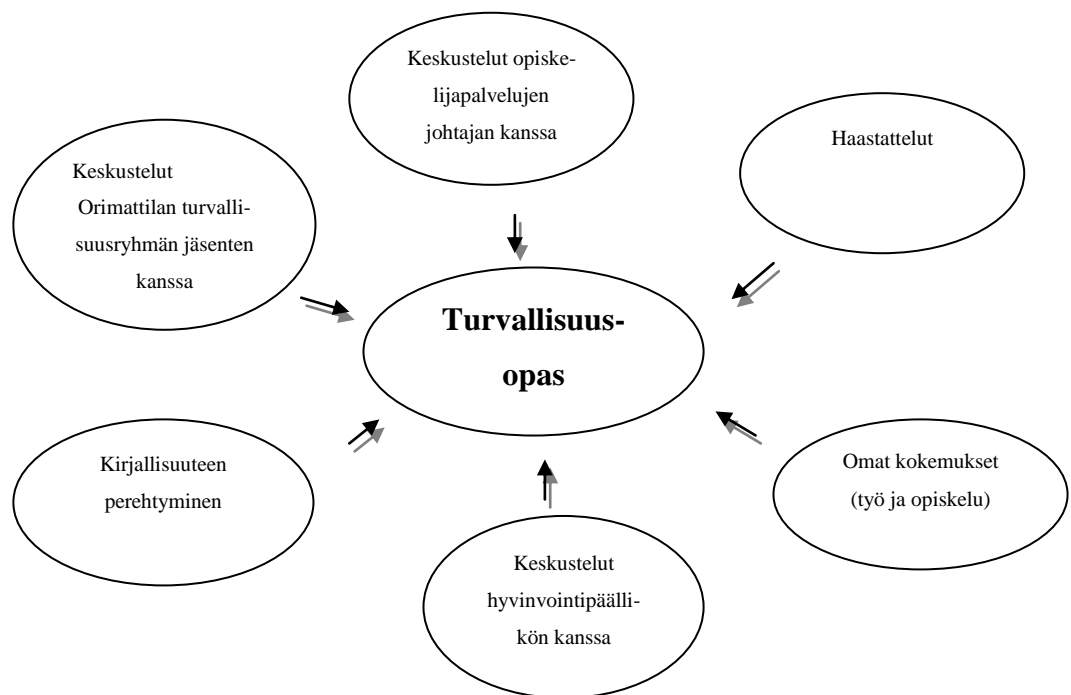 Keskustelut opiske-
lijapalvelujen
johtajan kanssa
Haastattelut
Keskustelut
Orimattilan turvalli-
suusryhmän jäsenten
kanssa
Turvallisuus-
opas
Kirjallisuuteen
perehtyminen
Omat kokemukset
(työ ja opiskelu)
Keskustelut
hyvinvointipäälli-
kön kanssa